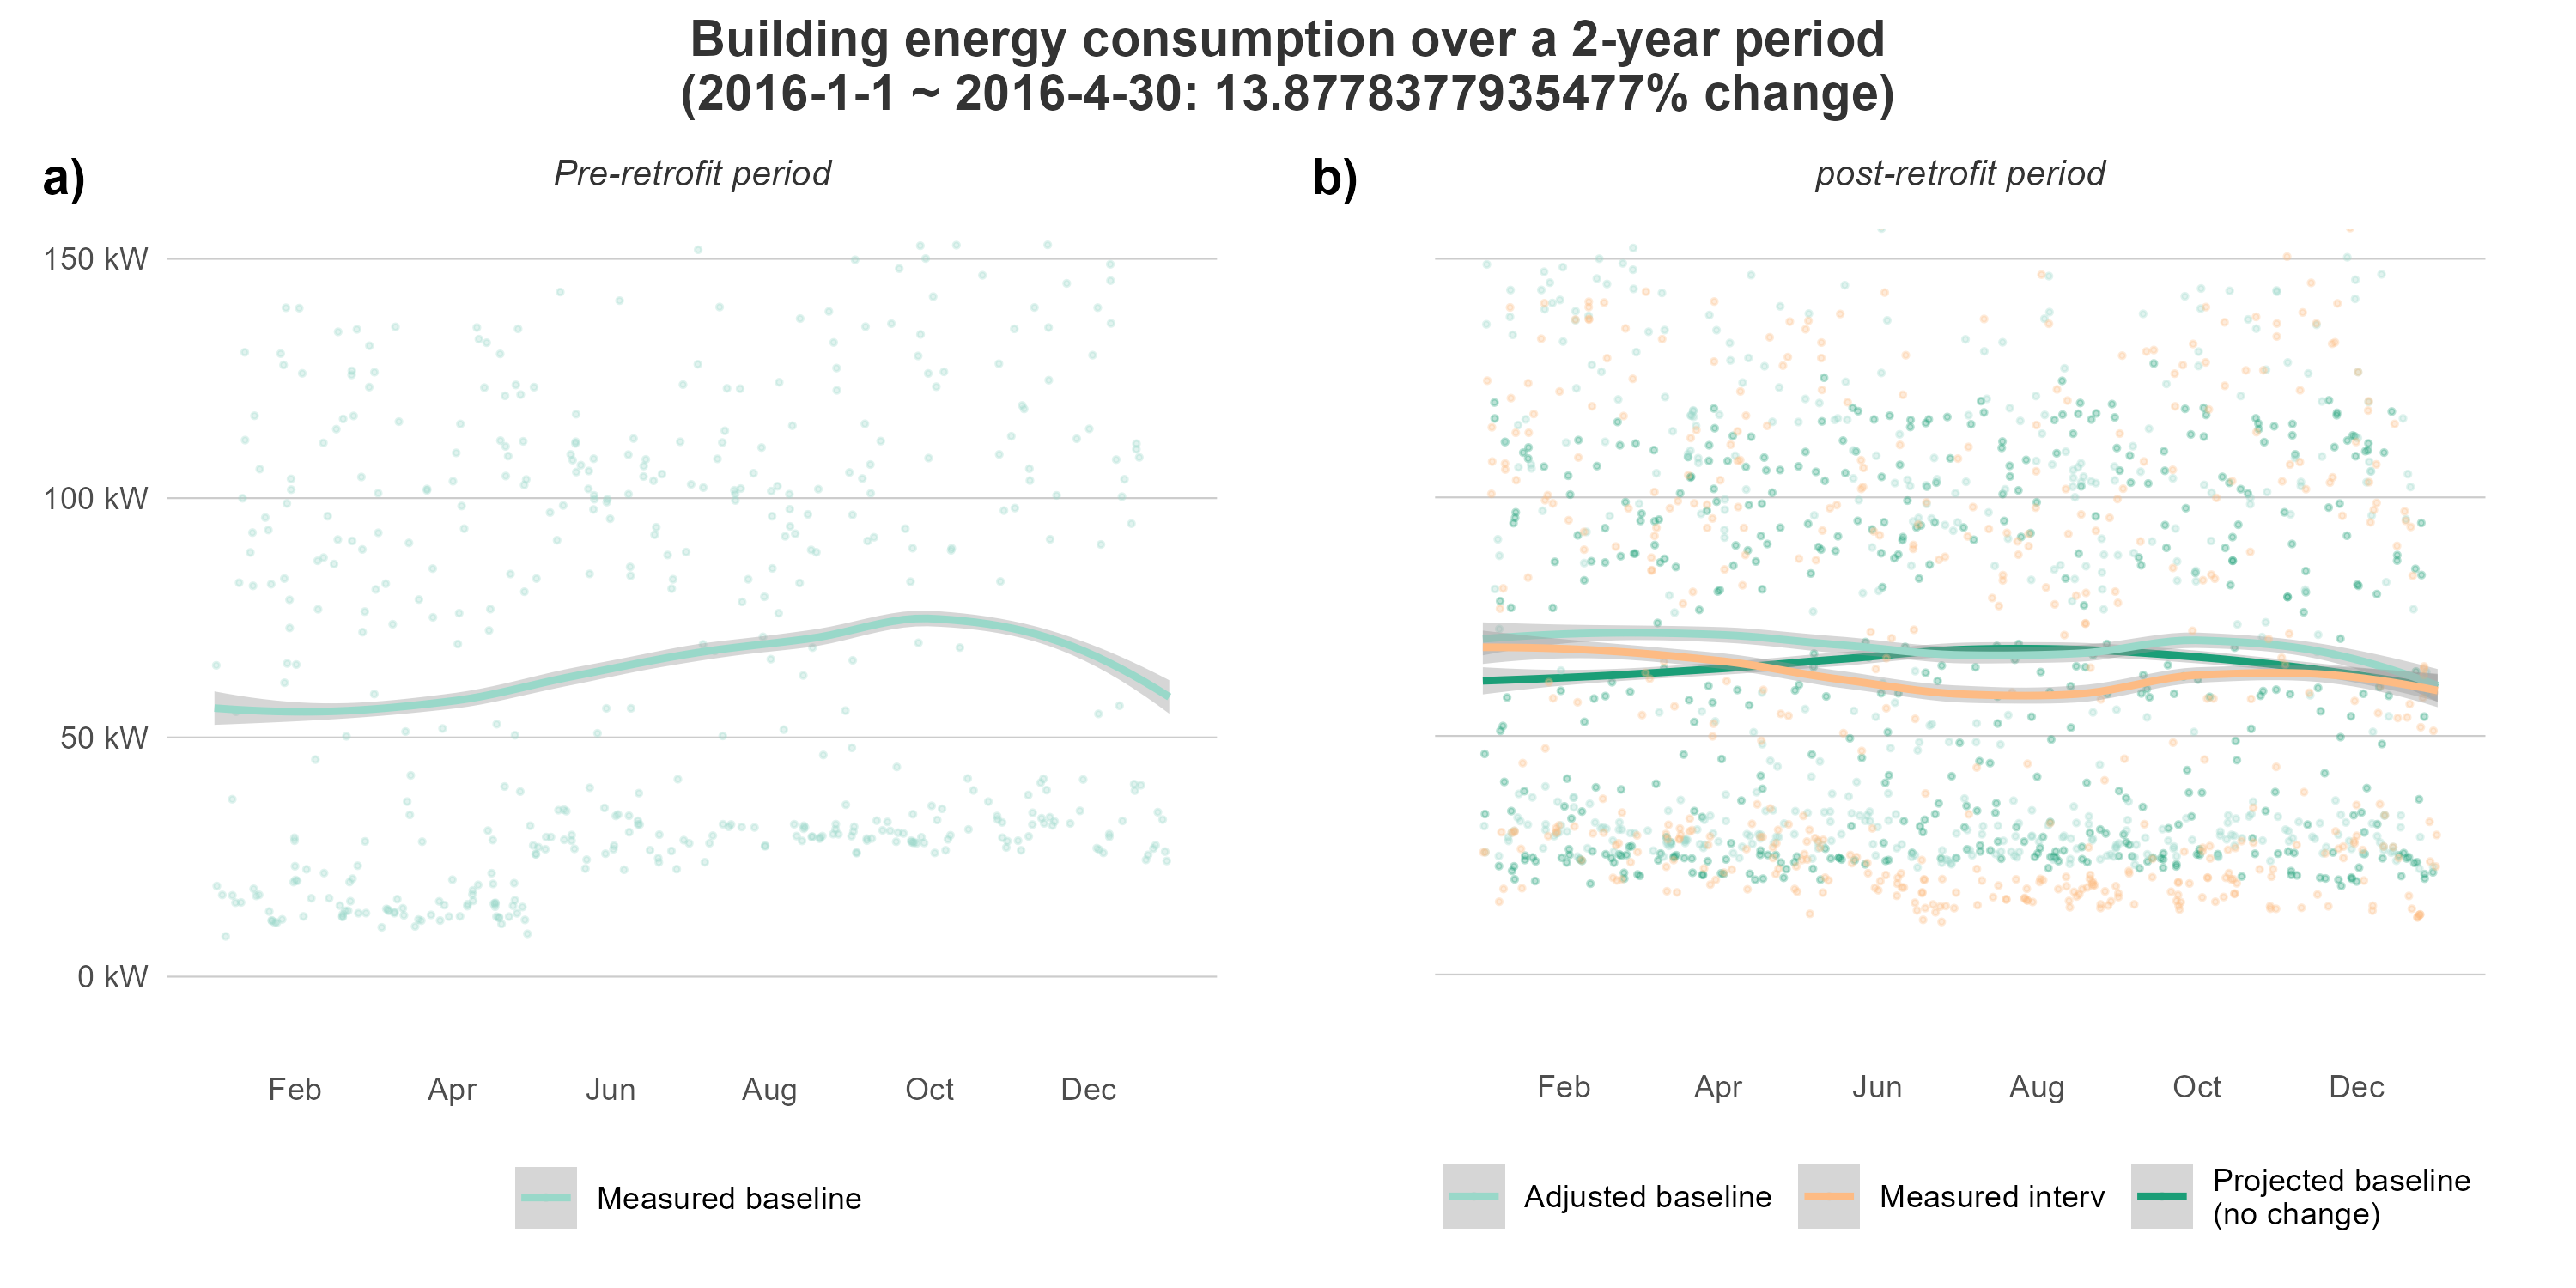 Building energy consumption over a 2-year period
(2016-1-1 ~ 2016-4-30: 13.8778377935477% change)
a)
Pre-retrofit period
150 kW
100 kW
50 kW
0 kW
Feb Apr Jun Aug Oct Dec
Measured baseline
b)
post-retrofit period
Feb Apr Jun Aug Oct Dec
Adjusted baseline
Measured interv
Projected baseline
(no change)